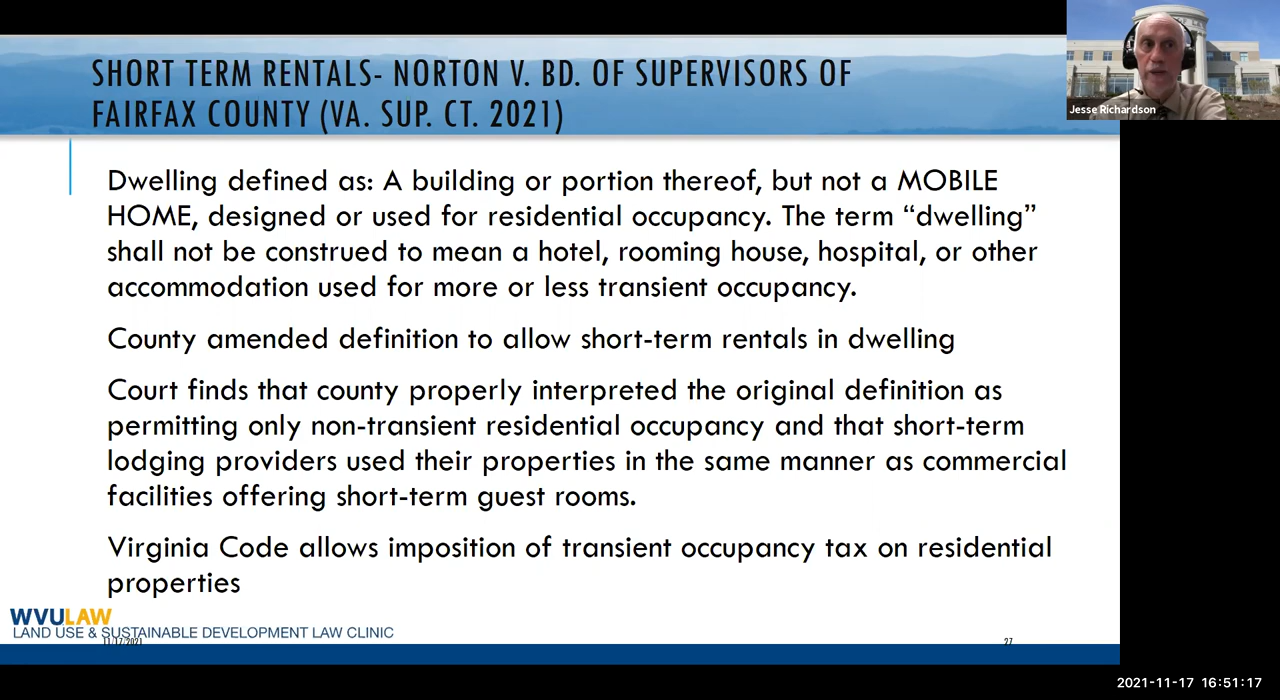 SHORT TERM RENTALS- NORTON V. BD. OF SUPERVISORS OF
FAIRFAX COUNTY (VA. SUP. CT. 2021)
Jesse Richardson
Dwelling defined as: A building or portion thereof, but not a MOBILE
HOME, designed or used for residential occupancy. The term “dwelling”
shall not be construed to mean a hotel, rooming house, hospital, or other
accommodation used for more or less transient occupancy.
County amended definition to allow short-term rentals in dwelling
Court finds that county properly interpreted the original definition as
permitting only non-transient residential occupancy and that short-term
lodging providers used their properties in the same manner as commercial
facilities offering short-term guest rooms.
Virginia Code allows imposition of transient occupancy tax on residential
properties
WVULAW
LAND USE & SUSTAINABLE DEVELOPMENT LAW CLINIC
11/17/2021
27
2021-11-17 16:51:17